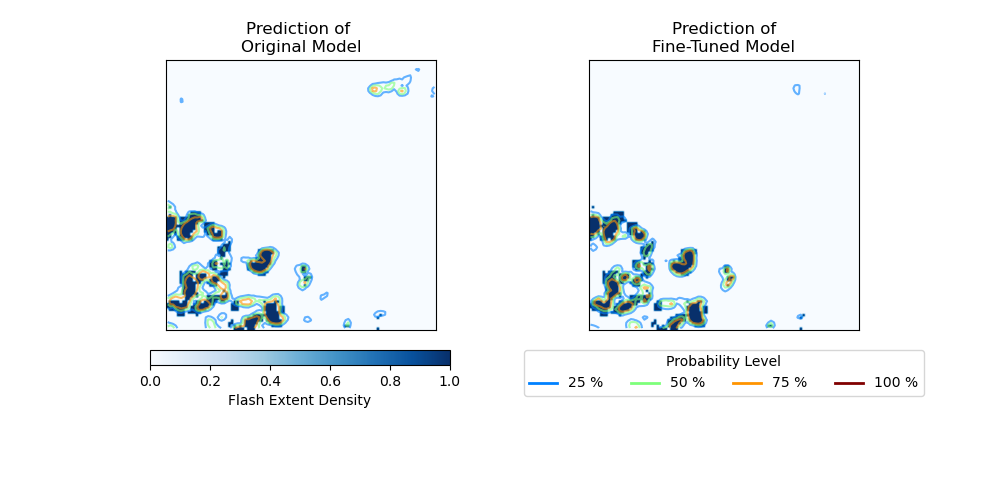 Prediction of
Original Model
Prediction of
Fine-Tuned Model
0.0 0.2 0.4 0.6 0.8 1.0
Flash Extent Density
Probability Level
25 % 50 % 75 % 100 %